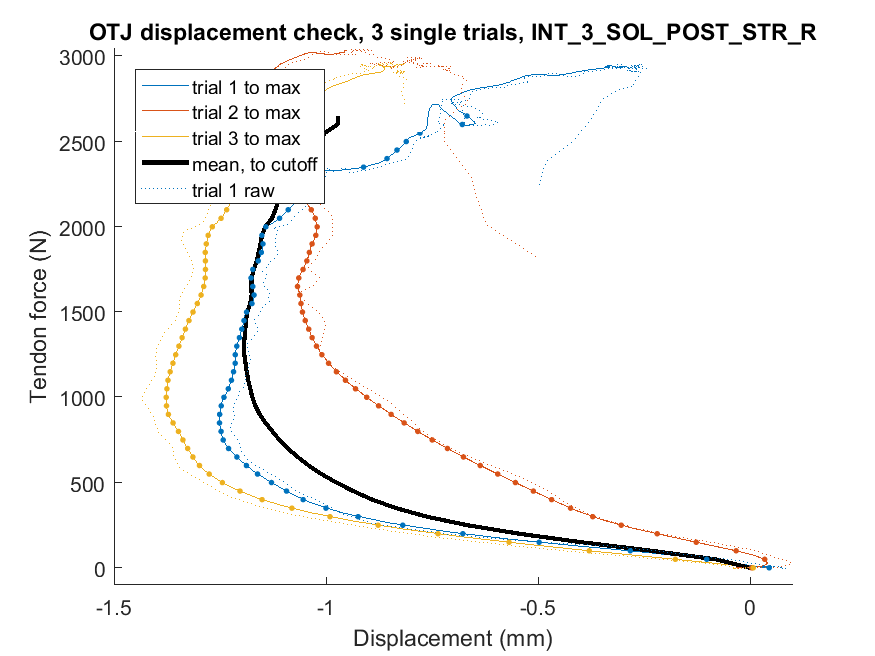 OTJ displacement check, 3 single trials, INT_3_SOL_POST_STR_R
3000
2500
2000
1500
1000
500
0
Tendon force (N)
trial 1 to max
trial 2 to max
trial 3 to max
mean, to cutoff
trial 1 raw
-1.5
-1
-0.5
0
Displacement (mm)